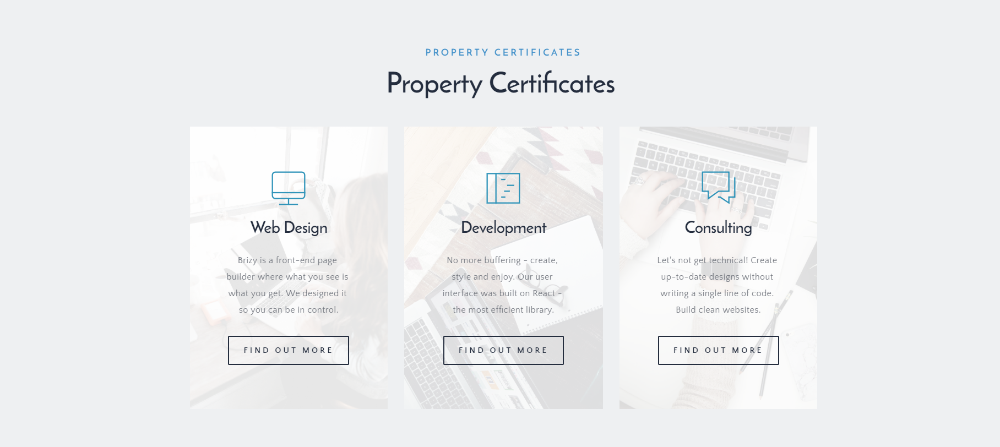 PROPERTY CERTIFICATES
Property Certificates
Web Design
Brizy is a front-end page
builder where what you see is
what you get. We designed it
so you can be in control.
FIND OUT MORE
Development
No more buffering - create,
style and enjoy. Our user
interface was built on React -
the most efficient library.
FIND OUT MORE
Consulting
Let's not get technical! Create
up-to-date designs without
writing a single line of code.
Build clean websites.
FIND OUT MORE